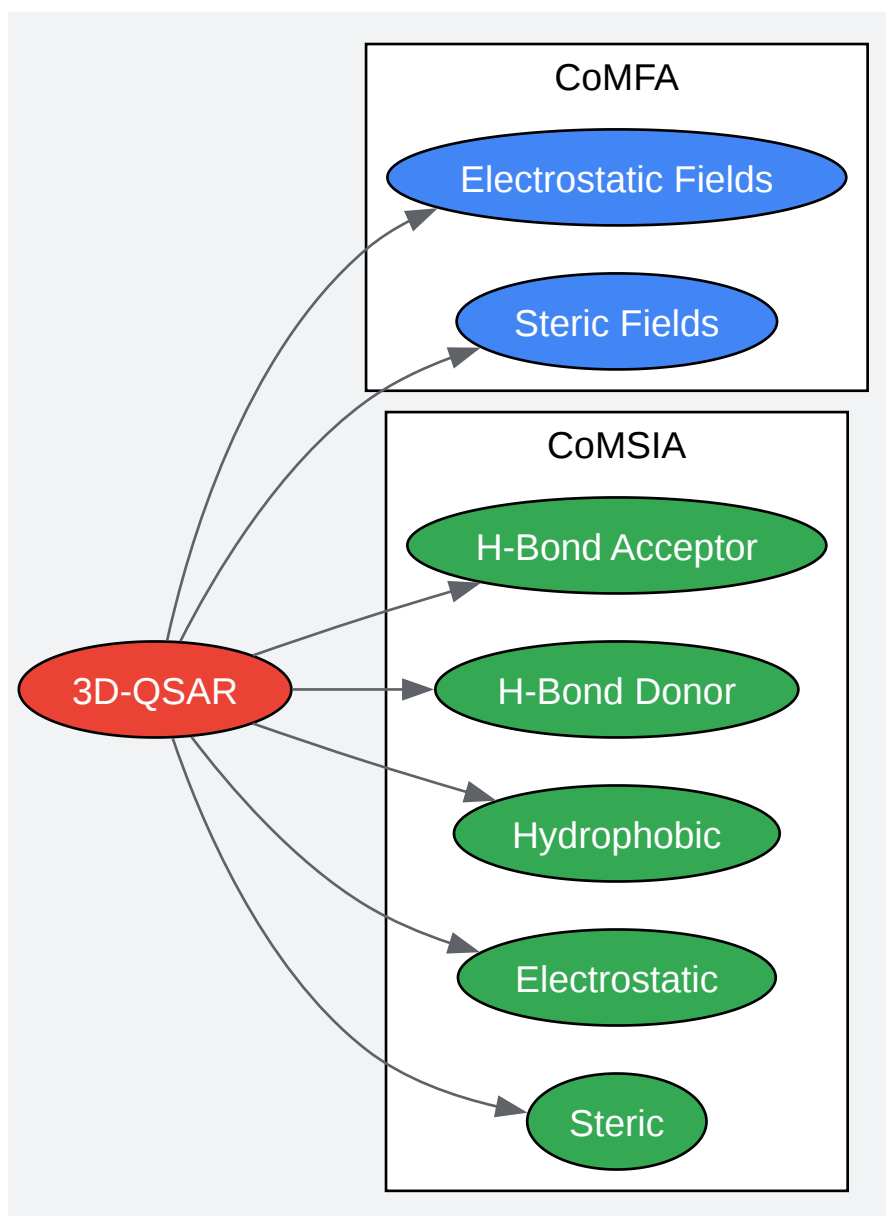 CoMFA
Electrostatic Fields
Steric Fields
CoMSIA
H-Bond Acceptor
3D-QSAR
H-Bond Donor
Hydrophobic
Electrostatic
Steric